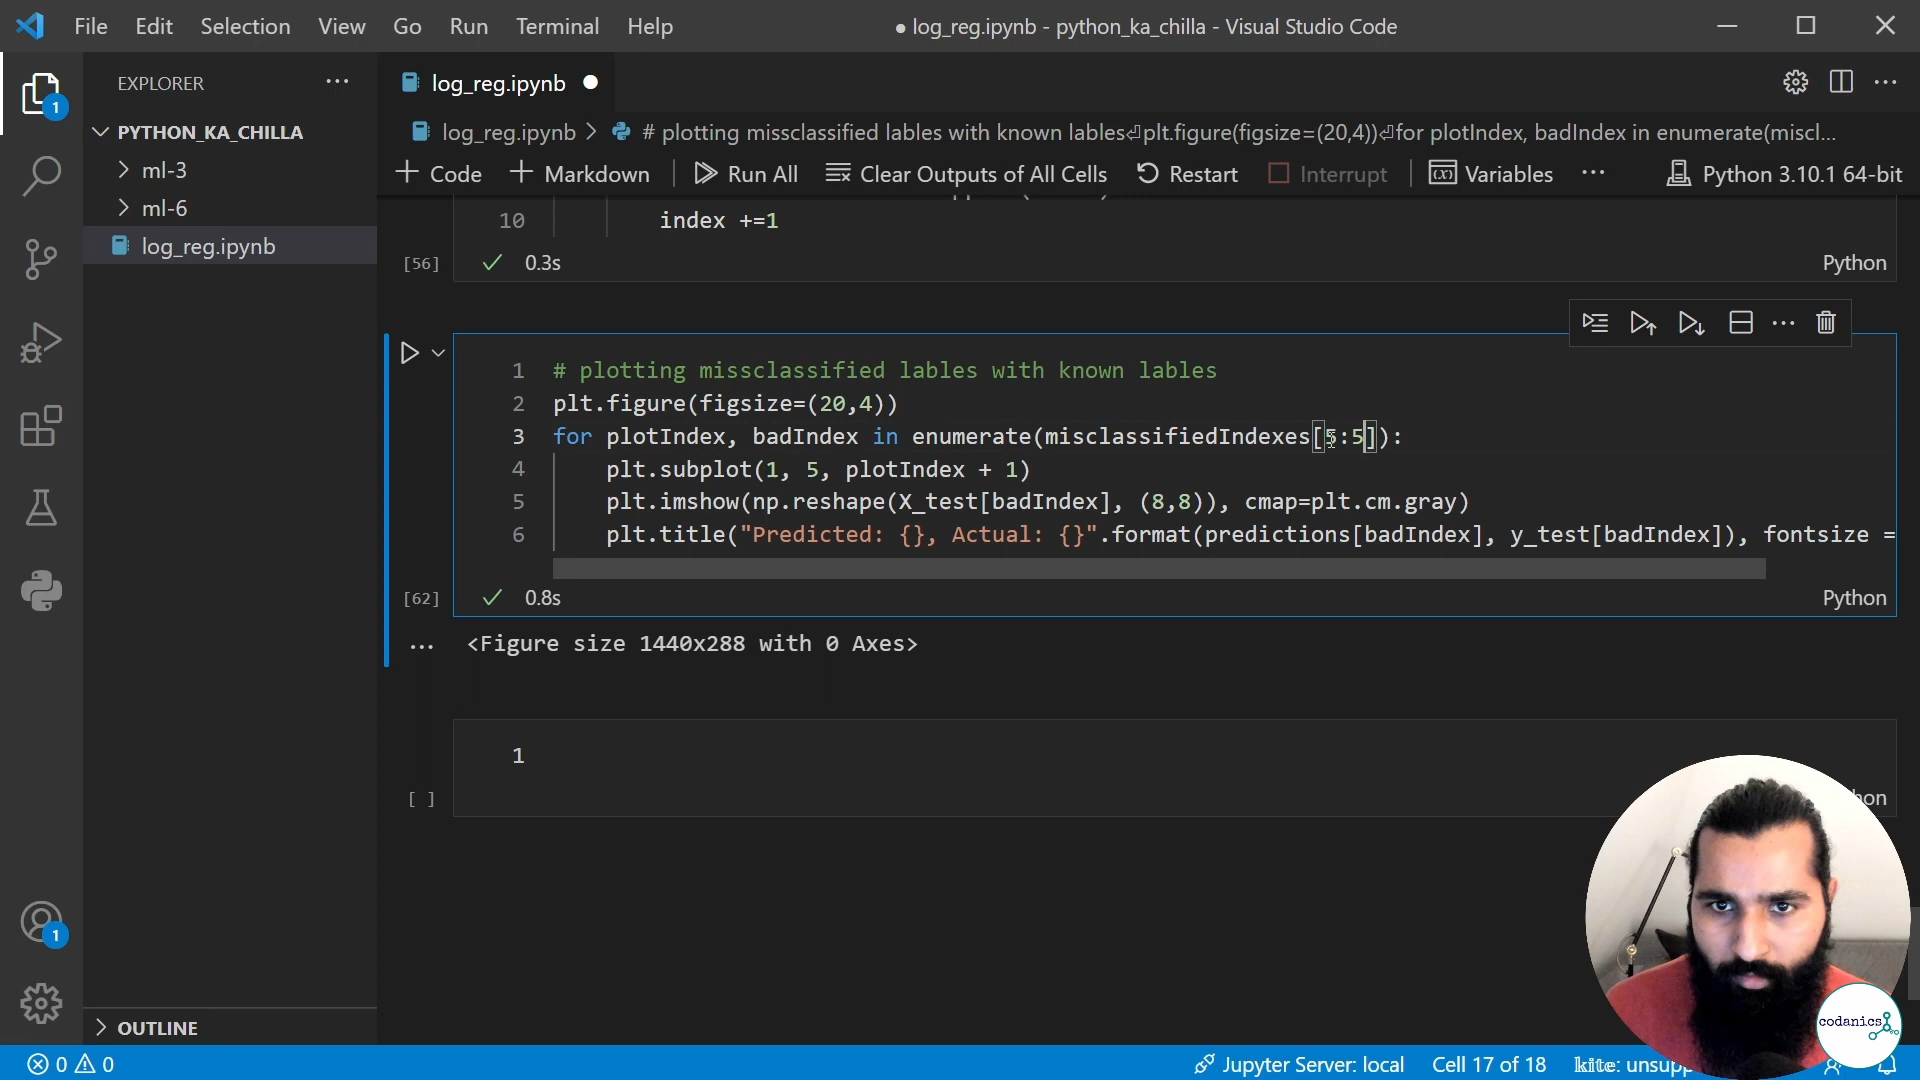 File Edit Selection View Go Run Terminal Help
● log_reg.ipynb - python_ka_chilla - Visual Studio Code
EXPLORER
PYTHON_KA_CHILLA
ml-3
ml-6
log_reg.ipynb
OUTLINE
log_reg.ipynb
log_reg.ipynb > # plotting missclassified lables with known lables⏎plt.figure(figsize=(20,4))⏎for plotIndex, badIndex in enumerate(miscl...
+ Code + Markdown Run All Clear Outputs of All Cells Restart Interrupt Variables ... Python 3.10.1 64-bit
10 index +=1
[56] ✓ 0.3s Python
1 # plotting missclassified lables with known lables
2 plt.figure(figsize=(20,4))
3 for plotIndex, badIndex in enumerate(misclassifiedIndexes[5:5]):
4 plt.subplot(1, 5, plotIndex + 1)
5 plt.imshow(np.reshape(X_test[badIndex], (8,8)), cmap=plt.cm.gray)
6 plt.title("Predicted: {}, Actual: {}".format(predictions[badIndex], y_test[badIndex]), fontsize =
[62] ✓ 0.8s Python
<Figure size 1440x288 with 0 Axes>
1
[ ]
codanics
1
1
0 0 Jupyter Server: local Cell 17 of 18 kite: